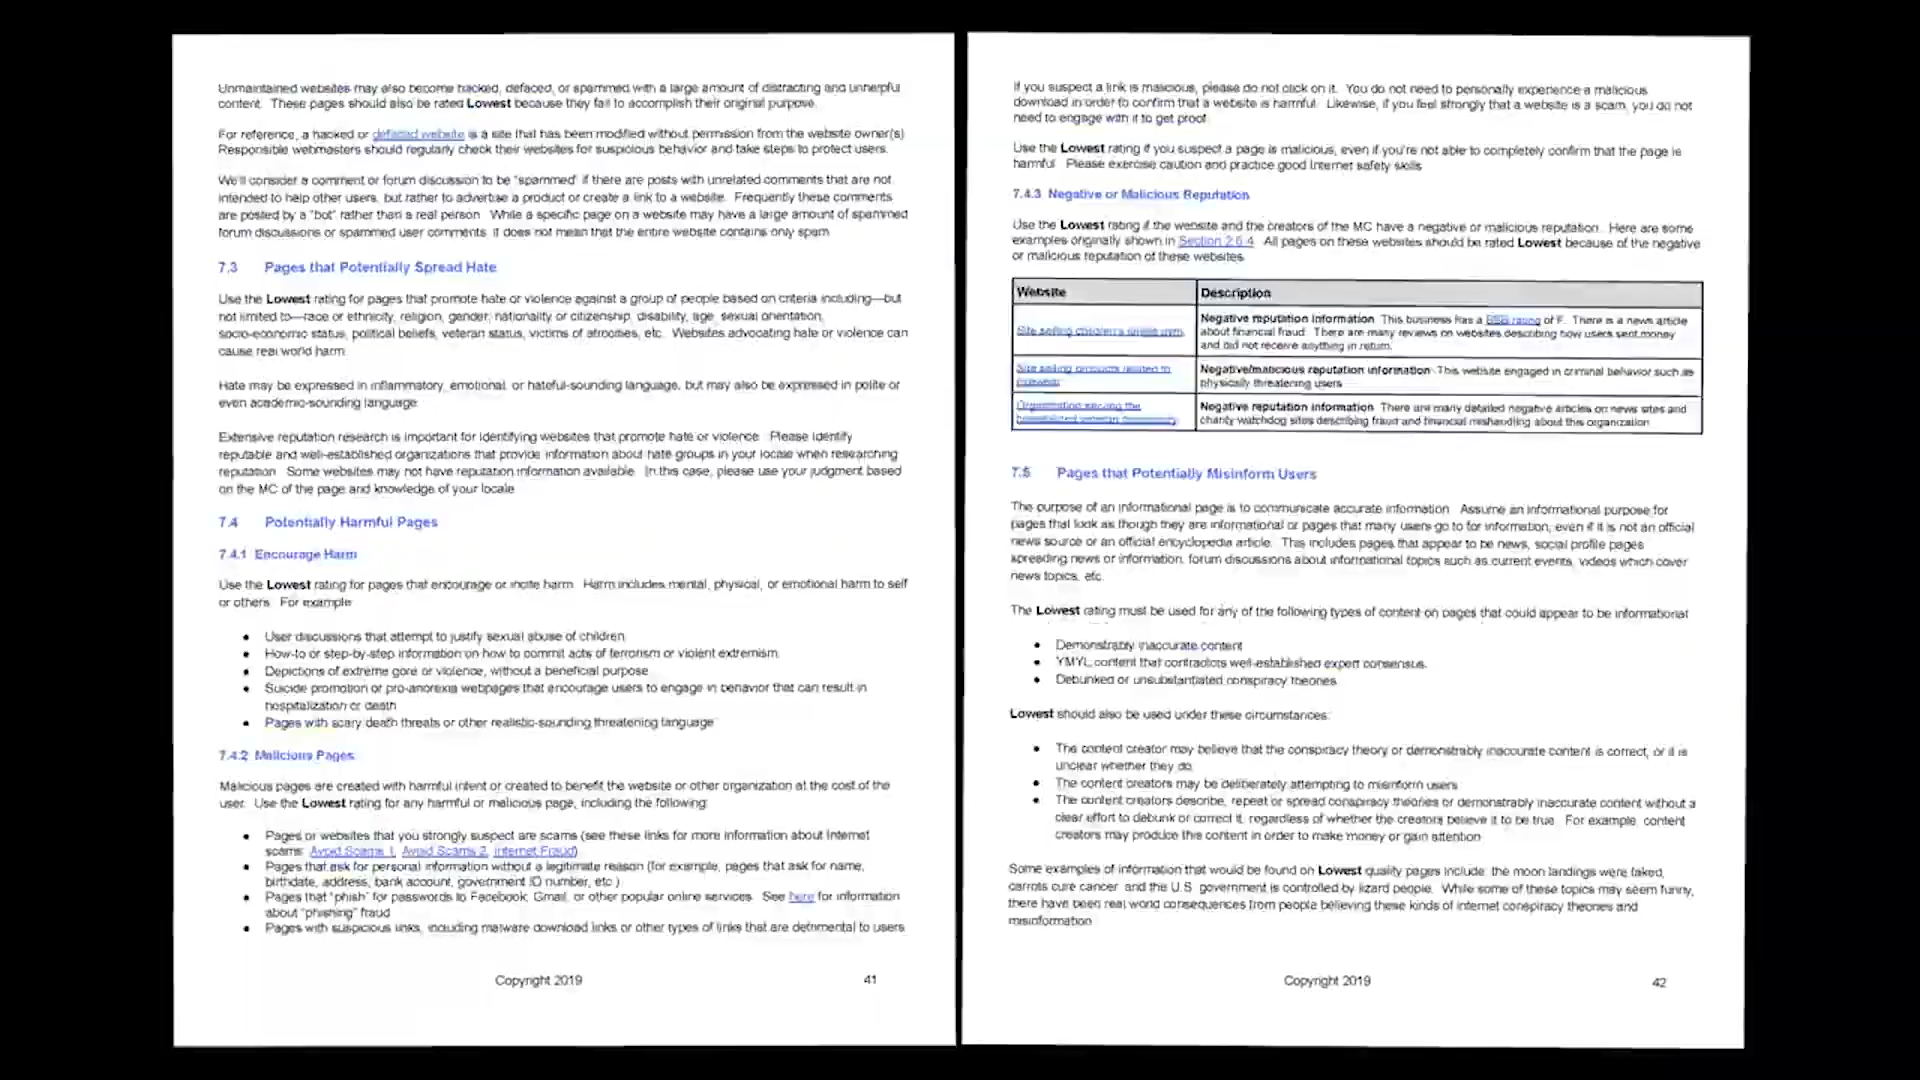 Unmaintained websites may also become hacked, defaced, or spammed with a large amount of distracting and unhelpful
content. These pages should also be rated Lowest because they fail to accomplish their original purpose.
For reference, a hacked or defaced website is a site that has been modified without permission from the website owner(s).
Responsible webmasters should regularly check their websites for suspicious behavior and take steps to protect users.
We'll consider a comment or forum discussion to be "spammed" if there are posts with unrelated comments that are not
intended to help other users, but rather to advertise a product or create a link to a website. Frequently these comments
are posted by a "bot" rather than a real person. While a specific page on a website may have a large amount of spammed
forum discussions or spammed user comments, it does not mean that the entire website contains only spam.
7.3 Pages that Potentially Spread Hate
Use the Lowest rating for pages that promote hate or violence against a group of people based on criteria including—but
not limited to—race or ethnicity, religion, gender, nationality or citizenship, disability, age, sexual orientation,
socio-economic status, political beliefs, veteran status, victims of atrocities, etc. Websites advocating hate or violence can
cause real world harm.
Hate may be expressed in inflammatory, emotional, or hateful-sounding language, but may also be expressed in polite or
even academic-sounding language.
Extensive reputation research is important for identifying websites that promote hate or violence. Please identify
reputable and well-established organizations that provide information about hate groups in your locale when researching
reputation. Some websites may not have reputation information available. In this case, please use your judgment based
on the MC of the page and knowledge of your locale.
7.4 Potentially Harmful Pages
7.4.1 Encourage Harm
Use the Lowest rating for pages that encourage or incite harm. Harm includes mental, physical, or emotional harm to self
or others. For example:
• User discussions that attempt to justify sexual abuse of children.
• How-to or step-by-step information on how to commit acts of terrorism or violent extremism.
• Depictions of extreme gore or violence, without a beneficial purpose.
• Suicide promotion or pro-anorexia webpages that encourage users to engage in behavior that can result in
hospitalization or death.
• Pages with scary death threats or other realistic-sounding threatening language.
7.4.2 Malicious Pages
Malicious pages are created with harmful intent or created to benefit the website or other organization at the cost of the
user. Use the Lowest rating for any harmful or malicious page, including the following:
• Pages or websites that you strongly suspect are scams (see these links for more information about Internet
scams: Avoid Scams 1, Avoid Scams 2, Internet Fraud)
• Pages that ask for personal information without a legitimate reason (for example, pages that ask for name,
birthdate, address, bank account, government ID number, etc.)
• Pages that "phish" for passwords to Facebook, Gmail, or other popular online services. See here for information
about "phishing" fraud.
• Pages with suspicious links, including malware download links or other types of links that are detrimental to users
Copyright 2019 41
If you suspect a link is malicious, please do not click on it. You do not need to personally experience a malicious
download in order to confirm that a website is harmful. Likewise, if you feel strongly that a website is a scam, you do not
need to engage with it to get proof.
Use the Lowest rating if you suspect a page is malicious, even if you're not able to completely confirm that the page is
harmful. Please exercise caution and practice good Internet safety skills.
7.4.3 Negative or Malicious Reputation
Use the Lowest rating if the website and the creators of the MC have a negative or malicious reputation. Here are some
examples originally shown in Section 2.6.4. All pages on these websites should be rated Lowest because of the negative
or malicious reputation of these websites.
Website Description
Site selling children's jungle gym
Negative reputation information: This business has a BBB rating of F. There is a news article
about financial fraud. There are many reviews on websites describing how users sent money
and did not receive anything in return.
Site selling products related to
eyewear
Negative/malicious reputation information: This website engaged in criminal behavior such as
physically threatening users.
Organization serving the
hospitalized veteran community
Negative reputation information: There are many detailed negative articles on news sites and
charity watchdog sites describing fraud and financial mishandling about this organization.
7.5 Pages that Potentially Misinform Users
The purpose of an informational page is to communicate accurate information. Assume an informational purpose for
pages that look as though they are informational or pages that many users go to for information, even if it is not an official
news source or an official encyclopedia article. This includes pages that appear to be news, social profile pages
spreading news or information, forum discussions about informational topics such as current events, videos which cover
news topics, etc.
The Lowest rating must be used for any of the following types of content on pages that could appear to be informational
• Demonstrably inaccurate content.
• YMYL content that contradicts well-established expert consensus.
• Debunked or unsubstantiated conspiracy theories.
Lowest should also be used under these circumstances:
• The content creator may believe that the conspiracy theory or demonstrably inaccurate content is correct, or it is
unclear whether they do.
• The content creators may be deliberately attempting to misinform users.
• The content creators describe, repeat or spread conspiracy theories or demonstrably inaccurate content without a
clear effort to debunk or correct it, regardless of whether the creators believe it to be true. For example, content
creators may produce this content in order to make money or gain attention.
Some examples of information that would be found on Lowest quality pages include: the moon landings were faked,
carrots cure cancer, and the U.S. government is controlled by lizard people. While some of these topics may seem funny,
there have been real world consequences from people believing these kinds of internet conspiracy theories and
misinformation.
Copyright 2019 42